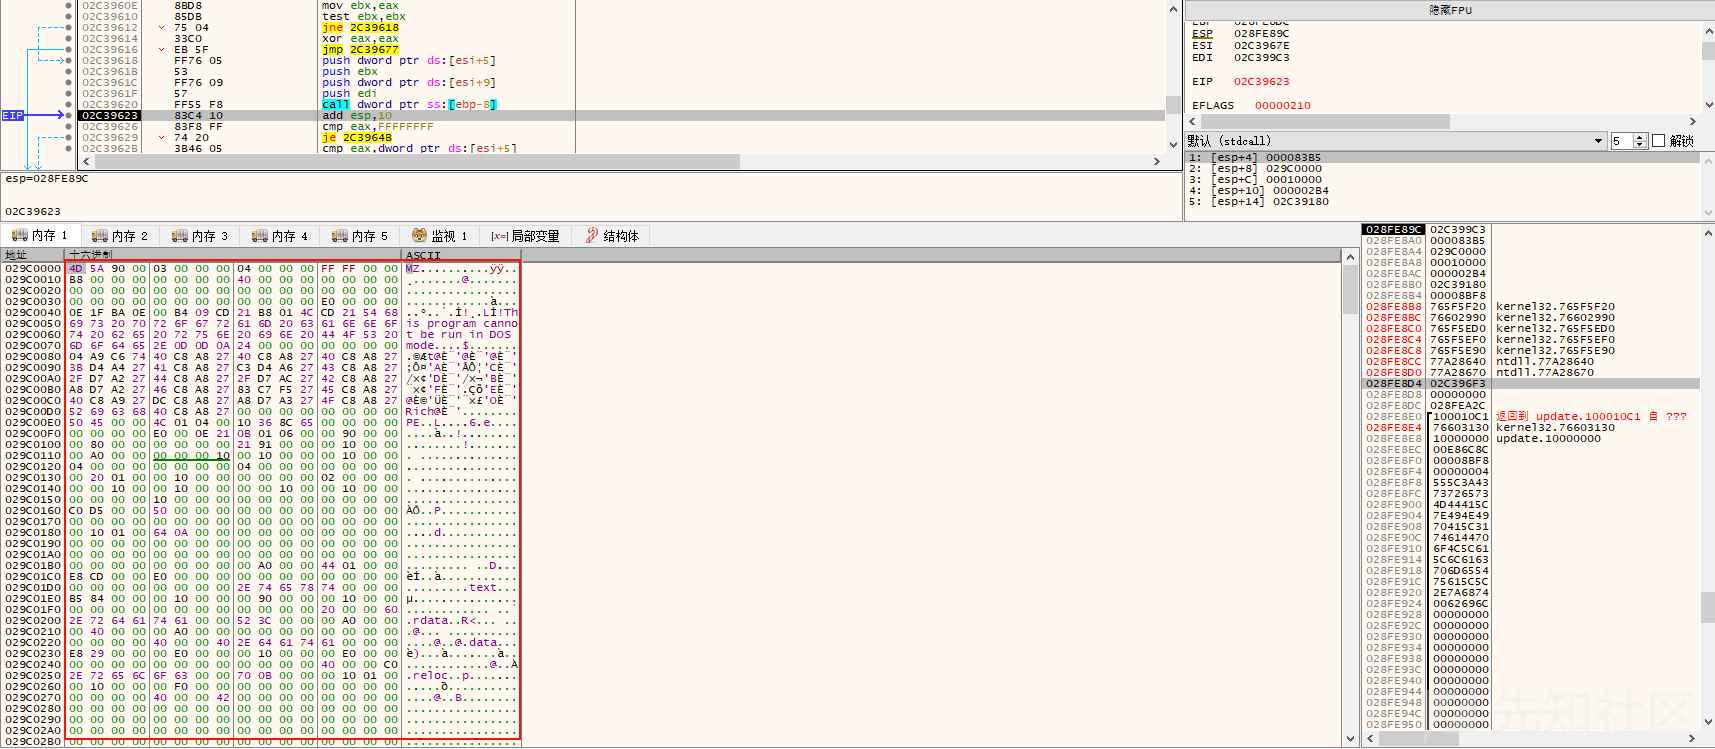 02C3960E 8BD8 mov ebx,eax
02C39610 85DB test ebx,ebx
02C39612 75 04 jne 2C39618
02C39614 33C0 xor eax,eax
02C39616 EB 5F jmp 2C39677
02C39618 FF76 05 push dword ptr ds:[esi+5]
02C3961B 53 push ebx
02C3961C FF76 09 push dword ptr ds:[esi+9]
02C3961F 57 push edi
02C39620 FF55 F8 call dword ptr ss:[ebp-8]
EIP 02C39623 83C4 10 add esp,10
02C39626 83F8 FF cmp eax,FFFFFFFF
02C39629 74 20 je 2C3964B
02C3962B 3B46 05 cmp eax,dword ptr ds:[esi+5]
esp=028FE89C
02C39623
隐藏FPU
EBP 028FE8DC
ESP 028FE89C
ESI 02C3967E
EDI 02C399C3
EIP 02C39623
EFLAGS 00000210
默认 (stdcall) 5 解锁
1: [esp+4] 000083B5
2: [esp+8] 029C0000
3: [esp+C] 00010000
4: [esp+10] 000002B4
5: [esp+14] 02C39180
内存 1 内存 2 内存 3 内存 4 内存 5 监视 1 [x=] 局部变量 结构体
地址 十六进制 ASCII
029C0000 4D 5A 90 00 03 00 00 00 04 00 00 00 FF FF 00 00 MZ..........ÿÿ..
029C0010 B8 00 00 00 00 00 00 00 40 00 00 00 00 00 00 00 ¸.......@.......
029C0020 00 00 00 00 00 00 00 00 00 00 00 00 00 00 00 00 ................
029C0030 00 00 00 00 00 00 00 00 00 00 00 00 E0 00 00 00 ............à...
029C0040 0E 1F BA 0E 00 B4 09 CD 21 B8 01 4C CD 21 54 68 ..º..´.Í!¸.LÍ!Th
029C0050 69 73 20 70 72 6F 67 72 61 6D 20 63 61 6E 6E 6F is program canno
029C0060 74 20 62 65 20 72 75 6E 20 69 6E 20 44 4F 53 20 t be run in DOS
029C0070 6D 6F 64 65 2E 0D 0D 0A 24 00 00 00 00 00 00 00 mode....$.......
029C0080 04 A9 C6 74 40 C8 A8 27 40 C8 A8 27 40 C8 A8 27 .©Æt@È¨'@È¨'@È¨'
029C0090 3B D4 A4 27 41 C8 A8 27 C3 D4 A6 27 43 C8 A8 27 ;Ô¤'AÈ¨'ÃÔ¦'CÈ¨'
029C00A0 2F D7 A2 27 44 C8 A8 27 2F D7 AC 27 42 C8 A8 27 /×¢'DÈ¨'/×¬'BÈ¨'
029C00B0 A8 D7 A2 27 46 C8 A8 27 83 C7 F5 27 45 C8 A8 27 ¨×¢'FÈ¨'.Çõ'EÈ¨'
029C00C0 40 C8 A9 27 DC C8 A8 27 A8 D7 A3 27 4F C8 A8 27 @È©'ÜÈ¨'¨×£'OÈ¨'
029C00D0 52 69 63 68 40 C8 A8 27 00 00 00 00 00 00 00 00 Rich@È¨'........
029C00E0 50 45 00 00 4C 01 04 00 10 36 8C 65 00 00 00 00 PE..L....6.e....
029C00F0 00 00 00 00 E0 00 0E 21 0B 01 06 00 00 90 00 00 ....à..!........
029C0100 00 80 00 00 00 00 00 00 21 91 00 00 00 10 00 00 ........!.......
029C0110 00 A0 00 00 00 00 00 10 00 10 00 00 00 10 00 00 . ..............
029C0120 04 00 00 00 00 00 00 00 04 00 00 00 00 00 00 00 ................
029C0130 00 20 01 00 00 10 00 00 00 00 00 00 02 00 00 00 . ..............
029C0140 00 00 10 00 00 10 00 00 00 00 10 00 00 10 00 00 ................
029C0150 00 00 00 00 10 00 00 00 00 00 00 00 00 00 00 00 ................
029C0160 C0 D5 00 00 50 00 00 00 00 00 00 00 00 00 00 00 ÀÕ..P...........
029C0170 00 00 00 00 00 00 00 00 00 00 00 00 00 00 00 00 ................
029C0180 00 10 01 00 64 0A 00 00 00 00 00 00 00 00 00 00 ....d...........
029C0190 00 00 00 00 00 00 00 00 00 00 00 00 00 00 00 00 ................
029C01A0 00 00 00 00 00 00 00 00 00 00 00 00 00 00 00 00 ................
029C01B0 00 00 00 00 00 00 00 00 00 A0 00 00 44 01 00 00 ......... ..D...
029C01C0 E8 CD 00 00 E0 00 00 00 00 00 00 00 00 00 00 00 èÍ..à...........
029C01D0 00 00 00 00 00 00 00 00 2E 74 65 78 74 00 00 00 .........text...
029C01E0 B5 84 00 00 00 10 00 00 00 90 00 00 00 10 00 00 µ...............
029C01F0 00 00 00 00 00 00 00 00 00 00 00 00 20 00 00 60 ............ ..`
029C0200 2E 72 64 61 74 61 00 00 52 3C 00 00 00 A0 00 00 .rdata..R<... ..
029C0210 00 40 00 00 00 A0 00 00 00 00 00 00 00 00 00 00 .@... ..........
029C0220 00 00 00 00 40 00 00 40 2E 64 61 74 61 00 00 00 ....@..@.data...
029C0230 E8 29 00 00 00 E0 00 00 00 10 00 00 00 E0 00 00 è)...à.......à..
029C0240 00 00 00 00 00 00 00 00 00 00 00 00 40 00 00 C0 ............@..À
029C0250 2E 72 65 6C 6F 63 00 00 70 0B 00 00 00 10 01 00 .reloc..p.......
029C0260 00 10 00 00 00 F0 00 00 00 00 00 00 00 00 00 00 .....ð..........
029C0270 00 00 00 00 40 00 00 42 00 00 00 00 00 00 00 00 ....@..B........
029C0280 00 00 00 00 00 00 00 00 00 00 00 00 00 00 00 00 ................
029C0290 00 00 00 00 00 00 00 00 00 00 00 00 00 00 00 00 ................
029C02A0 00 00 00 00 00 00 00 00 00 00 00 00 00 00 00 00 ................
029C02B0 00 00 00 00 00 00 00 00 00 00 00 00 00 00 00 00 ................
028FE89C 02C399C3
028FE8A0 000083B5
028FE8A4 029C0000
028FE8A8 00010000
028FE8AC 000002B4
028FE8B0 02C39180
028FE8B4 00008BF8
028FE8B8 765F5F20 kernel32.765F5F20
028FE8BC 76602990 kernel32.76602990
028FE8C0 765F5ED0 kernel32.765F5ED0
028FE8C4 765F5EF0 kernel32.765F5EF0
028FE8C8 765F5E90 kernel32.765F5E90
028FE8CC 77A28640 ntdll.77A28640
028FE8D0 77A28670 ntdll.77A28670
028FE8D4 02C396F3
028FE8D8 00000000
028FE8DC 028FEA2C
028FE8E0 100010C1 返回到 update.100010C1 自 ???
028FE8E4 76603130 kernel32.76603130
028FE8E8 10000000 update.10000000
028FE8EC 00E86C8C
028FE8F0 00008BF8
028FE8F4 00000004
028FE8F8 555C3A43
028FE8FC 73726573
028FE900 4D44415C
028FE904 7E494E49
028FE908 70415C31
028FE90C 74614470
028FE910 6F4C5C61
028FE914 5C6C6163
028FE918 706D6554
028FE91C 75615C5C
028FE920 2E7A6874
028FE924 0062696C
028FE928 00000000
028FE92C 00000000
028FE930 00000000
028FE934 00000000
028FE938 00000000
028FE93C 00000000
028FE940 00000000
028FE944 00000000
028FE948 00000000
028FE94C 00000000
028FE950 00000000
先知社区